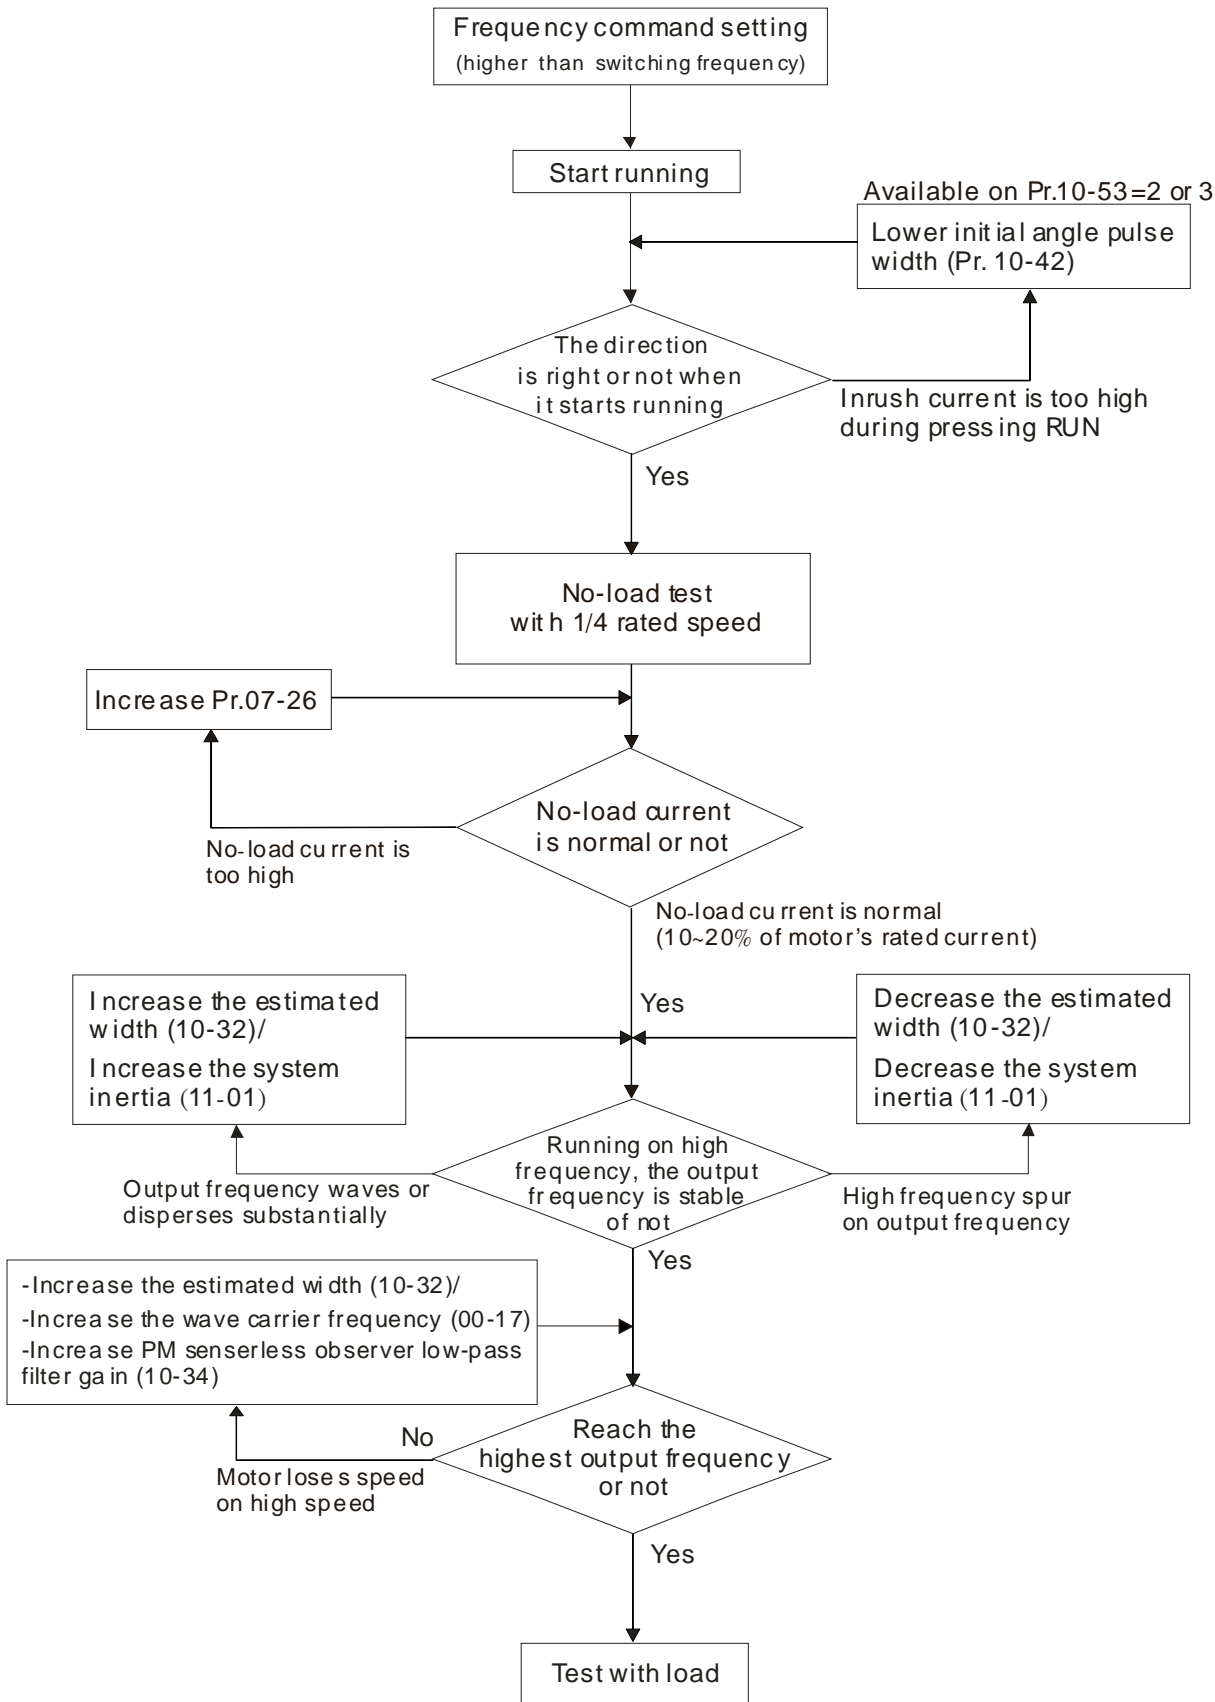 Frequency command setting
(higher than switching frequency)
Start running
Available on Pr.10-53=2 or 3
Lower initial angle pulse
width (Pr. 10-42)
The direction
is right or not when
it starts running
Inrush current is too high
during pressing RUN
Yes
No-load test
with 1/4 rated speed
Increase Pr.07-26
No-load current
is normal or not
No-load current is
too high
No-load current is normal
(10~20% of motor's rated current)
Increase the estimated
width (10-32)/
Increase the system
inertia (11-01)
Yes
Decrease the estimated
width (10-32)/
Decrease the system
inertia (11-01)
Running on high
frequency, the output
frequency is stable
of not
Output frequency waves or
disperses substantially
High frequency spur
on output frequency
Yes
-Increase the estimated width (10-32)/
-Increase the wave carrier frequency (00-17)
-Increase PM senserless observer low-pass
filter gain (10-34)
Reach the
highest output frequency
or not
No
Motor loses speed
on high speed
Yes
Test with load